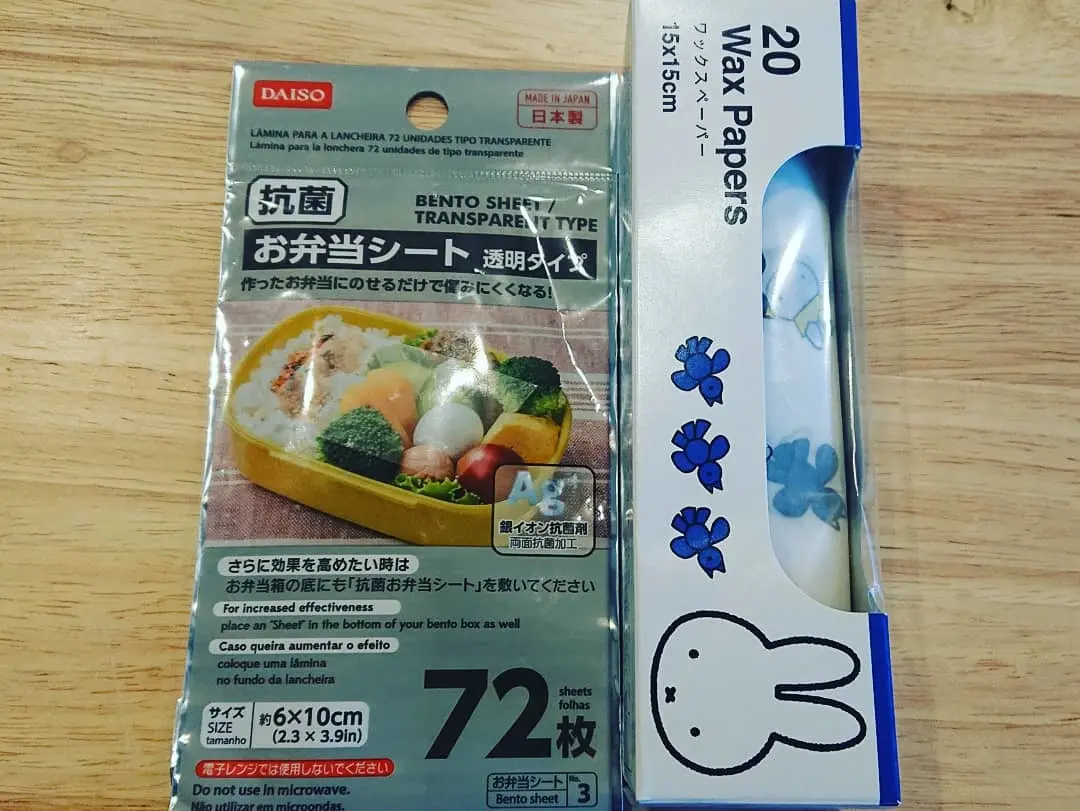 DAISO
MADE IN JAPAN
日本製
LÂMINA PARA A LANCHEIRA 72 UNIDADES TIPO TRANSPARENTE
Lámina para la lonchera 72 unidades de tipo transparente
抗菌
BENTO SHEET /
TRANSPARENT TYPE
お弁当シート 透明タイプ
作ったお弁当にのせるだけで傷みにくくなる!
Ag+
銀イオン抗菌剤
両面抗菌加工
さらに効果を高めたい時は
お弁当箱の底にも「抗菌お弁当シート」を敷いてください
For increased effectiveness
place an "Sheet" in the bottom of your bento box as well
Caso queira aumentar o efeito
coloque uma lâmina
no fundo da lancheira
サイズ
SIZE
tamanho
約6×10cm
(2.3 × 3.9in)
72
sheets
folhas
枚
電子レンジでは使用しないでください
Do not use in microwave.
Não utilizar em microondas.
お弁当シート
Bento sheet
No.
3
20
Wax Papers
ワックスペーパー
15x15cm